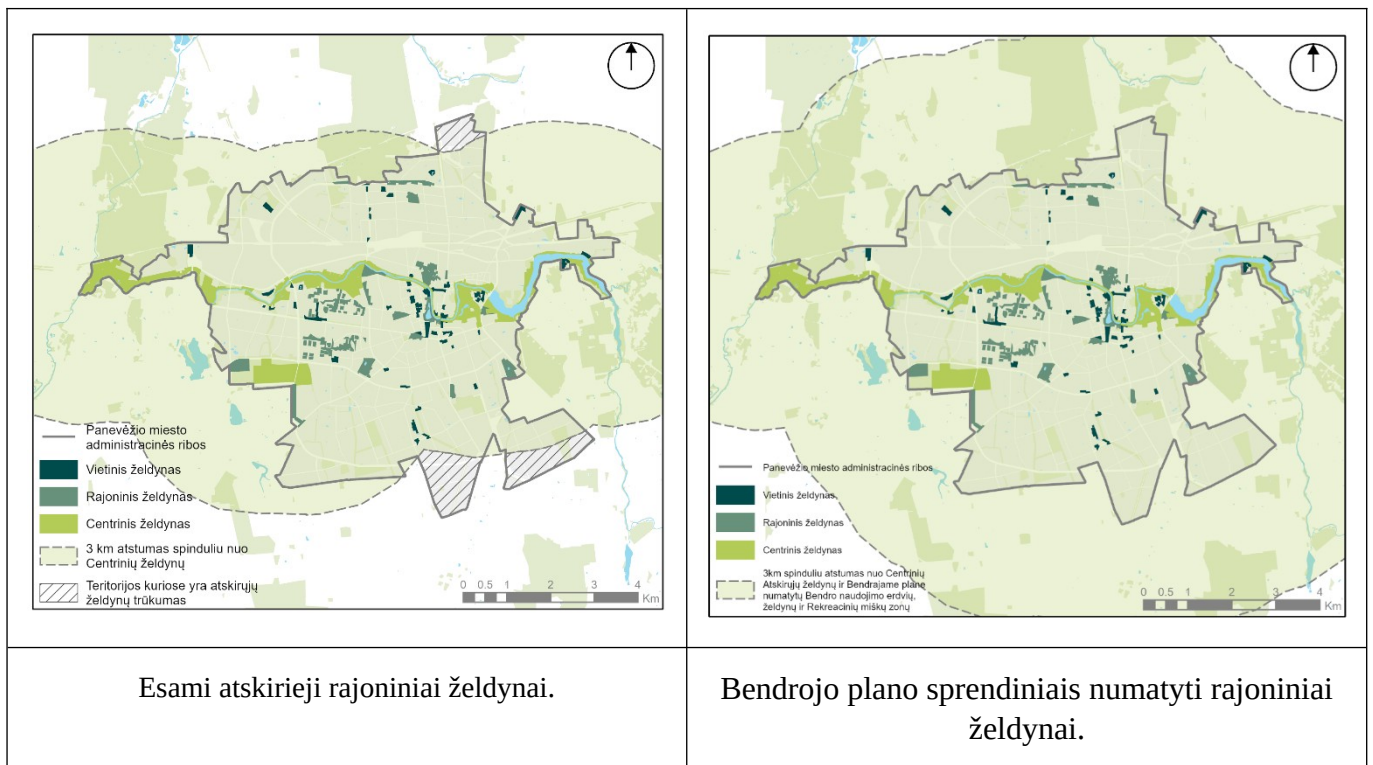 Panevėžio miesto
administracinės ribos
Vietinis želdynas
Rajoninis želdynas
Centrinis želdynas
3 km atstumas spinduliu nuo
Centrinių želdynų
Teritorijos kuriose yra atskirųjų
želdynų trūkumas
0 0.5 1 2 3 4
Km
Panevėžio miesto administracinės ribos
Vietinis želdynas
Rajoninis želdynas
Centrinis želdynas
3km spinduliu atstumas nuo Centrinių
Atskirųjų želdynų ir Bendrajame plane
numatytų Bendro naudojimo erdvių,
želdynų ir Rekreacinių miškų zonų
0 0.5 1 2 3 4
Km
Esami atskirieji rajoniniai želdynai.
Bendrojo plano sprendiniais numatyti rajoniniai
želdynai.